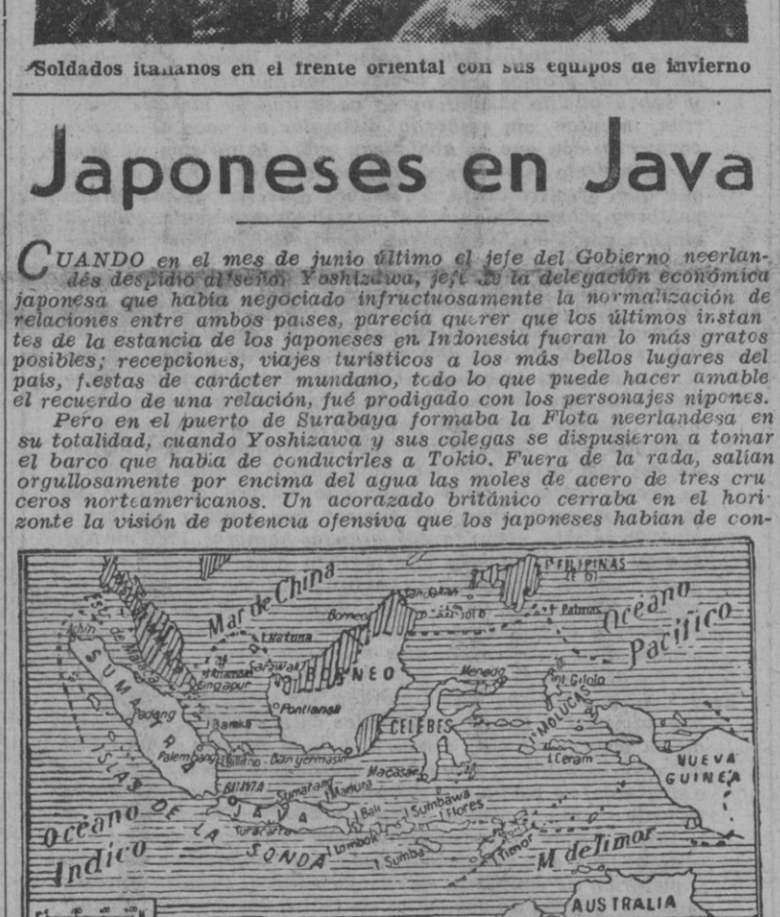 Soldados italianos en el frente oriental con sus equipos de invierno
Japoneses en Java
CUANDO en el mes de junio último el jefe del Gobierno neerlan-
dés despidió al señor Yoshizawa, jefe de la delegación económica
japonesa que había negociado infructuosamente la normalización de
relaciones entre ambos países, parecía querer que los últimos instan
tes de la estancia de los japoneses en Indonesia fueran lo más gratos
posibles; recepciones, viajes turísticos a los más bellos lugares del
país, fiestas de carácter mundano, todo lo que puede hacer amable
el recuerdo de una relación, fué prodigado con los personajes nipones.
Pero en el puerto de Surabaya formaba la Flota neerlandesa en
su totalidad, cuando Yoshizawa y sus colegas se dispusieron a tomar
el barco que había de conducirles a Tokio. Fuera de la rada, salían
orgullosamente por encima del agua las moles de acero de tres cru
ceros norteamericanos. Un acorazado británico cerraba en el hori-
zonte la visión de potencia ofensiva que los japoneses habían de con-
FILIPINAS
Mar de China
Océano
Pacífico
Borneo
I. Palmas
I. Natuna
Sarawak
BORNEO
Singapur
Est. de Malaca
SUMATRA
Padang
Pontianak
Menado
I. Gilolo
Is MOLUCAS
CELEBES
I. Banka
Palembang
I. Billiton
Banyermasin
Macasar
I. Ceram
NUEVA
GUINEA
BATAVIA
Samarang
I. Madura
JAVA
I. Bali
I. Sumbawa
I. Flores
I. Lombok
I. Sumba
I. Timor
ISLAS DE LA SONDA
Océano
Indico
M. de Timor
AUSTRALIA